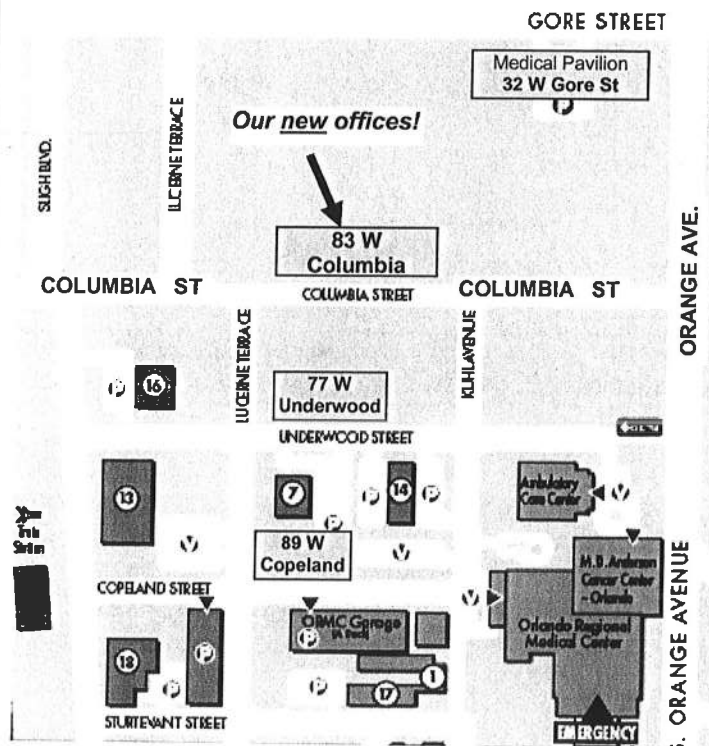 GORE STREET
Medical Pavilion
32 W Gore St
P
Our new offices!
SLIGH BLVD.
LUCERNE TERRACE
83 W
Columbia
COLUMBIA ST
COLUMBIA STREET
COLUMBIA ST
ORANGE AVE.
LUCERNE TERRACE
KUHL AVENUE
P
16
77 W
Underwood
UNDERWOOD STREET
13
7
P
14
P
P
Ambulatory
Care Center
V
Train
Station
V
89 W
Copeland
V
M.D. Anderson
Cancer Center
- Orlando
COPELAND STREET
V
ORMC Garage
P
P
Orlando Regional
Medical Center
18
P
P
1
17
STURTEVANT STREET
EMERGENCY
S. ORANGE AVENUE